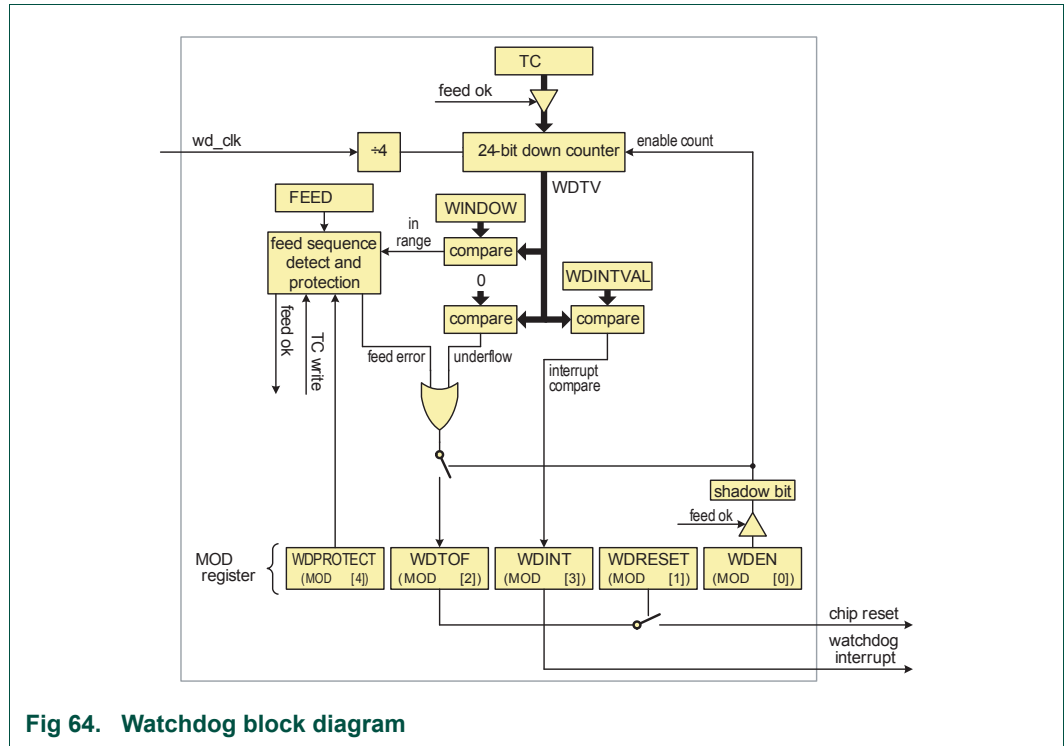 TC
feed ok
wd_clk
÷4
24-bit down counter
enable count
WDTV
FEED
WINDOW
in
range
feed sequence
detect and
protection
compare
WDINTVAL
0
compare
compare
feed ok
TC write
feed error
underflow
interrupt
compare
shadow bit
feed ok
MOD
register
WDPROTECT
(MOD [4])
WDTOF
(MOD [2])
WDINT
(MOD [3])
WDRESET
(MOD [1])
WDEN
(MOD [0])
chip reset
watchdog
interrupt
Fig 64. Watchdog block diagram